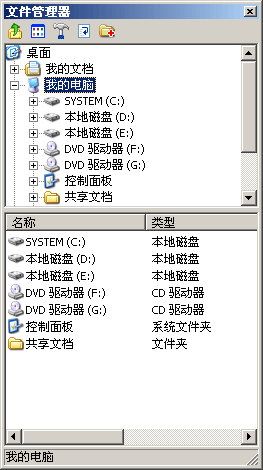 文件管理器
桌面
我的文档
我的电脑
SYSTEM (C:)
本地磁盘 (D:)
本地磁盘 (E:)
DVD 驱动器 (F:)
DVD 驱动器 (G:)
控制面板
共享文档
名称 类型
SYSTEM (C:) 本地磁盘
本地磁盘 (D:) 本地磁盘
本地磁盘 (E:) 本地磁盘
DVD 驱动器 (F:) CD 驱动器
DVD 驱动器 (G:) CD 驱动器
控制面板 系统文件夹
共享文档 文件夹
我的电脑